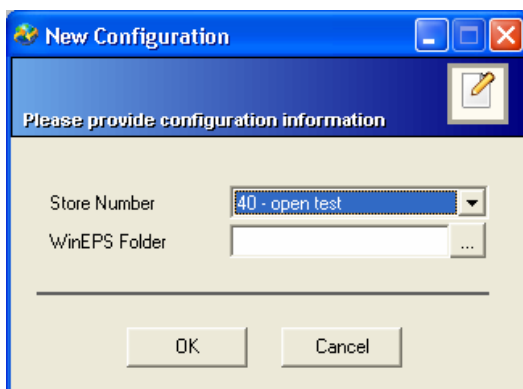 New Configuration
Please provide configuration information
Store Number 40 - open test
WinEPS Folder ...
OK Cancel